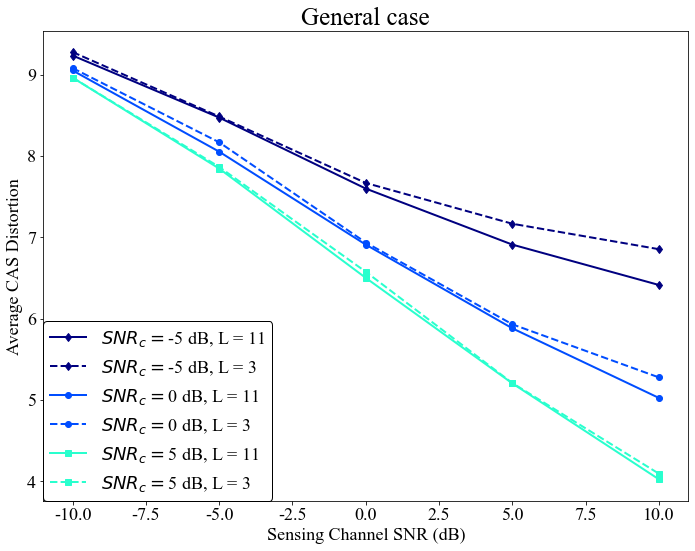 General case
Average CAS Distortion
9
8
7
6
5
4
SNR_c = -5 dB, L = 11
SNR_c = -5 dB, L = 3
SNR_c = 0 dB, L = 11
SNR_c = 0 dB, L = 3
SNR_c = 5 dB, L = 11
SNR_c = 5 dB, L = 3
-10.0 -7.5 -5.0 -2.5 0.0 2.5 5.0 7.5 10.0
Sensing Channel SNR (dB)